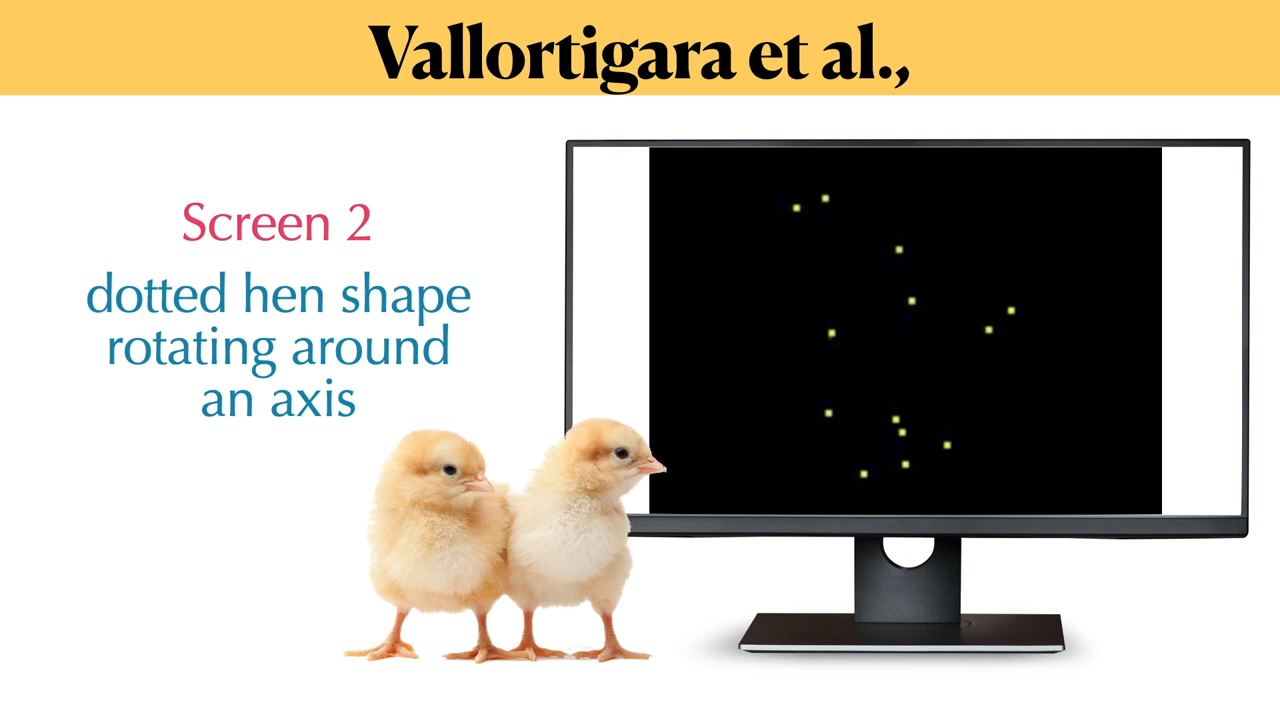 Vallortigara et al.,
Screen 2
dotted hen shape
rotating around
an axis